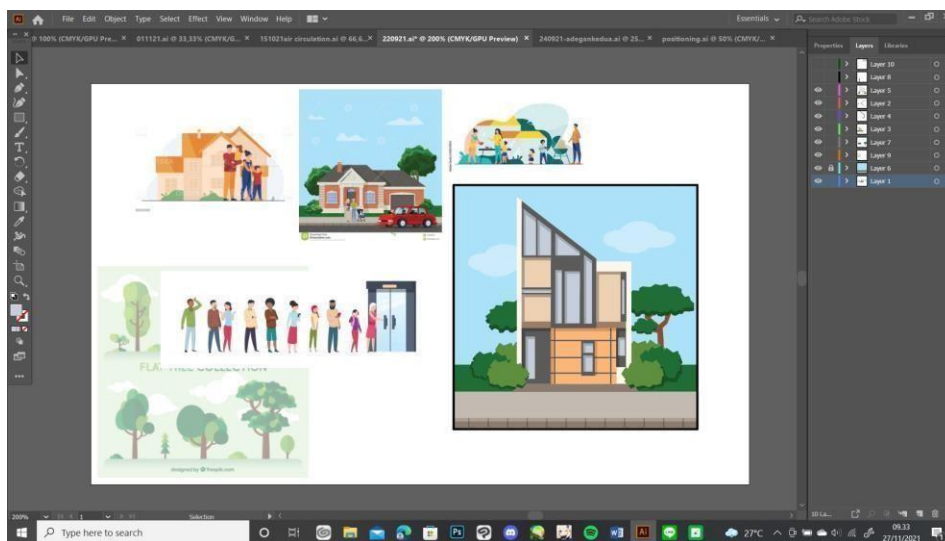 File Edit Object Type Select Effect View Window Help
Essentials
Search Adobe Stock
@ 100% (CMYK/GPU Pre... × 011121.ai @ 33,33% (CMYK/G... × 151021air circulation.ai @ 66,6...× 220921.ai* @ 200% (CMYK/GPU Preview) × 240921-adegankedua.ai @ 25... × positioning.ai @ 50% (CMYK/... ×
Properties Layers Libraries
Layer 10
Layer 8
Layer 5
Layer 2
Layer 4
Layer 3
Layer 7
Layer 9
Layer 6
Layer 1
FLAT TREE COLLECTION
designed by freepik.com
200%
1
Selection
10 La...
Type here to search
27°C
09.33
27/11/2021